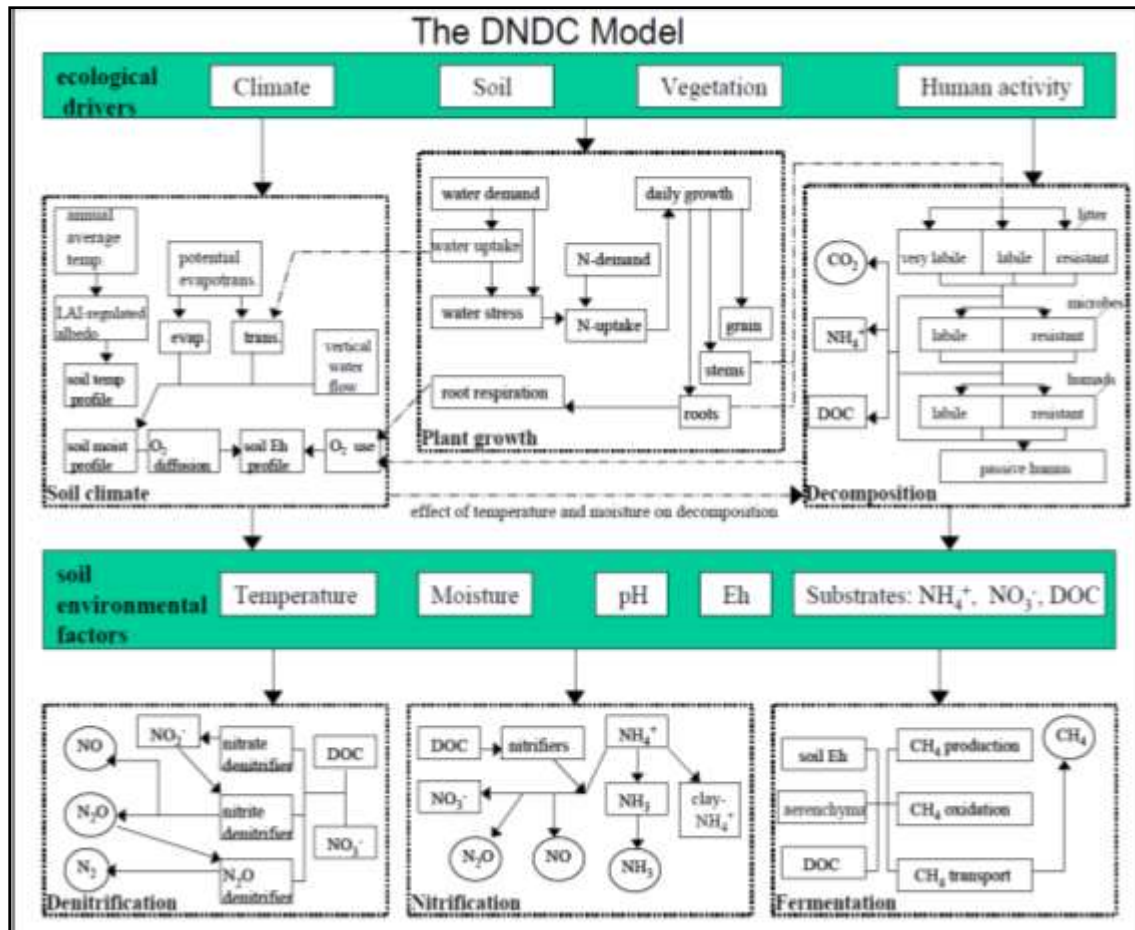 The DNDC Model
ecological
drivers
Climate
Soil
Vegetation
Human activity
annual
average
temp.
potential
evapotrans.
LAI-regulated
albedo
evap.
trans.
vertical
water
flow
soil temp
profile
soil moist
profile
O₂
diffusion
soil Eh
profile
O₂ use
Soil climate
water demand
daily growth
water uptake
N-demand
water stress
N-uptake
grain
stems
root respiration
roots
Plant growth
litter
CO₂
very labile
labile
resistant
microbes
NH₄⁺
labile
resistant
humads
DOC
labile
resistant
passive humus
Decomposition
effect of temperature and moisture on decomposition
soil
environmental
factors
Temperature
Moisture
pH
Eh
Substrates: NH₄⁺, NO₃⁻, DOC
NO
NO₂⁻
nitrate
denitrifier
DOC
N₂O
nitrite
denitrifier
NO₃⁻
N₂
N₂O
denitrifier
Denitrification
DOC
nitrifiers
NH₄⁺
NO₃⁻
NH₃
clay-
NH₄⁺
N₂O
NO
NH₃
Nitrification
CH₄
soil Eh
CH₄ production
aerenchyma
CH₄ oxidation
DOC
CH₄ transport
Fermentation